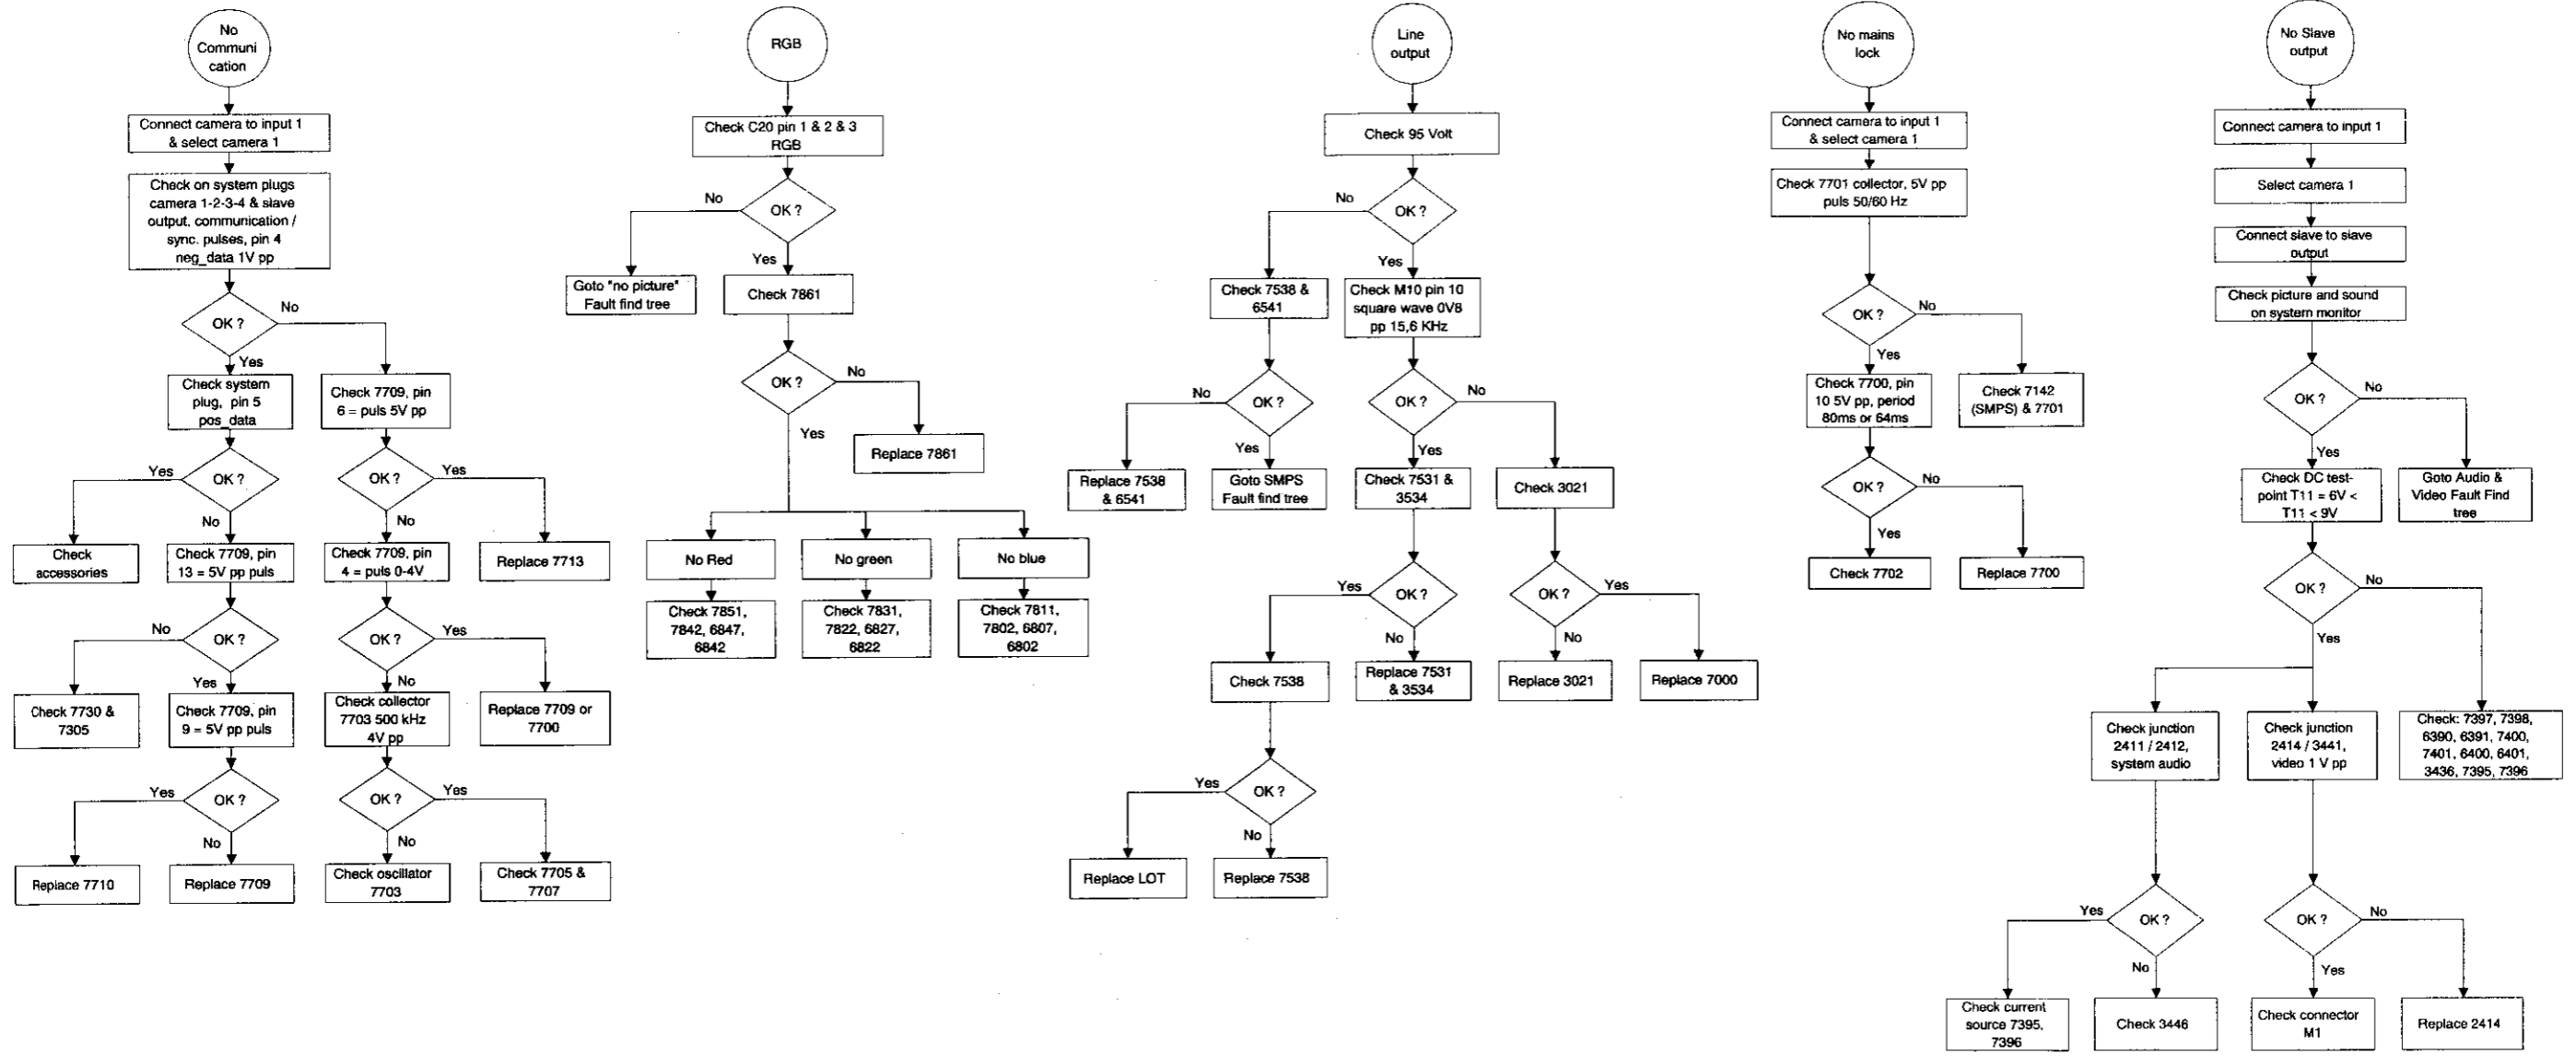 No
Communi
cation
Connect camera to input 1
& select camera 1
Check on system plugs
camera 1-2-3-4 & slave
output, communication /
sync. pulses, pin 4
neg_data 1V pp
OK ?
No
Yes
Check system
plug, pin 5
pos_data
Check 7709, pin
6 = puls 5V pp
Yes
OK ?
No
OK ?
Yes
No
Check
accessories
Check 7709, pin
13 = 5V pp puls
Check 7709, pin
4 = puls 0-4V
Replace 7713
No
OK ?
Yes
OK ?
Yes
No
Check 7730 &
7305
Check 7709, pin
9 = 5V pp puls
Check collector
7703 500 kHz
4V pp
Replace 7709 or
7700
Yes
OK ?
No
OK ?
Yes
No
Replace 7710
Replace 7709
Check oscillator
7703
Check 7705 &
7707
RGB
Check C20 pin 1 & 2 & 3
RGB
No
OK ?
Yes
Goto "no picture"
Fault find tree
Check 7861
OK ?
No
Yes
Replace 7861
No Red
No green
No blue
Check 7851,
7842, 6847,
6842
Check 7831,
7822, 6827,
6822
Check 7811,
7802, 6807,
6802
Line
output
Check 95 Volt
No
OK ?
Yes
Check 7538 &
6541
Check M10 pin 10
square wave 0V8
pp 15,6 KHz
No
OK ?
Yes
OK ?
No
Yes
Replace 7538
& 6541
Goto SMPS
Fault find tree
Check 7531 &
3534
Check 3021
Yes
OK ?
No
OK ?
Yes
No
Check 7538
Replace 7531
& 3534
Replace 3021
Replace 7000
Yes
OK ?
No
Replace LOT
Replace 7538
No mains
lock
Connect camera to input 1
& select camera 1
Check 7701 collector, 5V pp
puls 50/60 Hz
OK ?
No
Yes
Check 7700, pin
10 5V pp, period
80ms or 64ms
Check 7142
(SMPS) & 7701
OK ?
No
Yes
Check 7702
Replace 7700
No Slave
output
Connect camera to input 1
Select camera 1
Connect slave to slave
output
Check picture and sound
on system monitor
OK ?
No
Yes
Check DC test-
point T11 = 6V <
T11 < 9V
Goto Audio &
Video Fault Find
tree
OK ?
No
Yes
Check junction
2411 / 2412,
system audio
Check junction
2414 / 3441,
video 1 V pp
Check: 7397, 7398,
6390, 6391, 7400,
7401, 6400, 6401,
3436, 7395, 7396
Yes
OK ?
No
OK ?
No
Yes
Check current
source 7395,
7396
Check 3446
Check connector
M1
Replace 2414